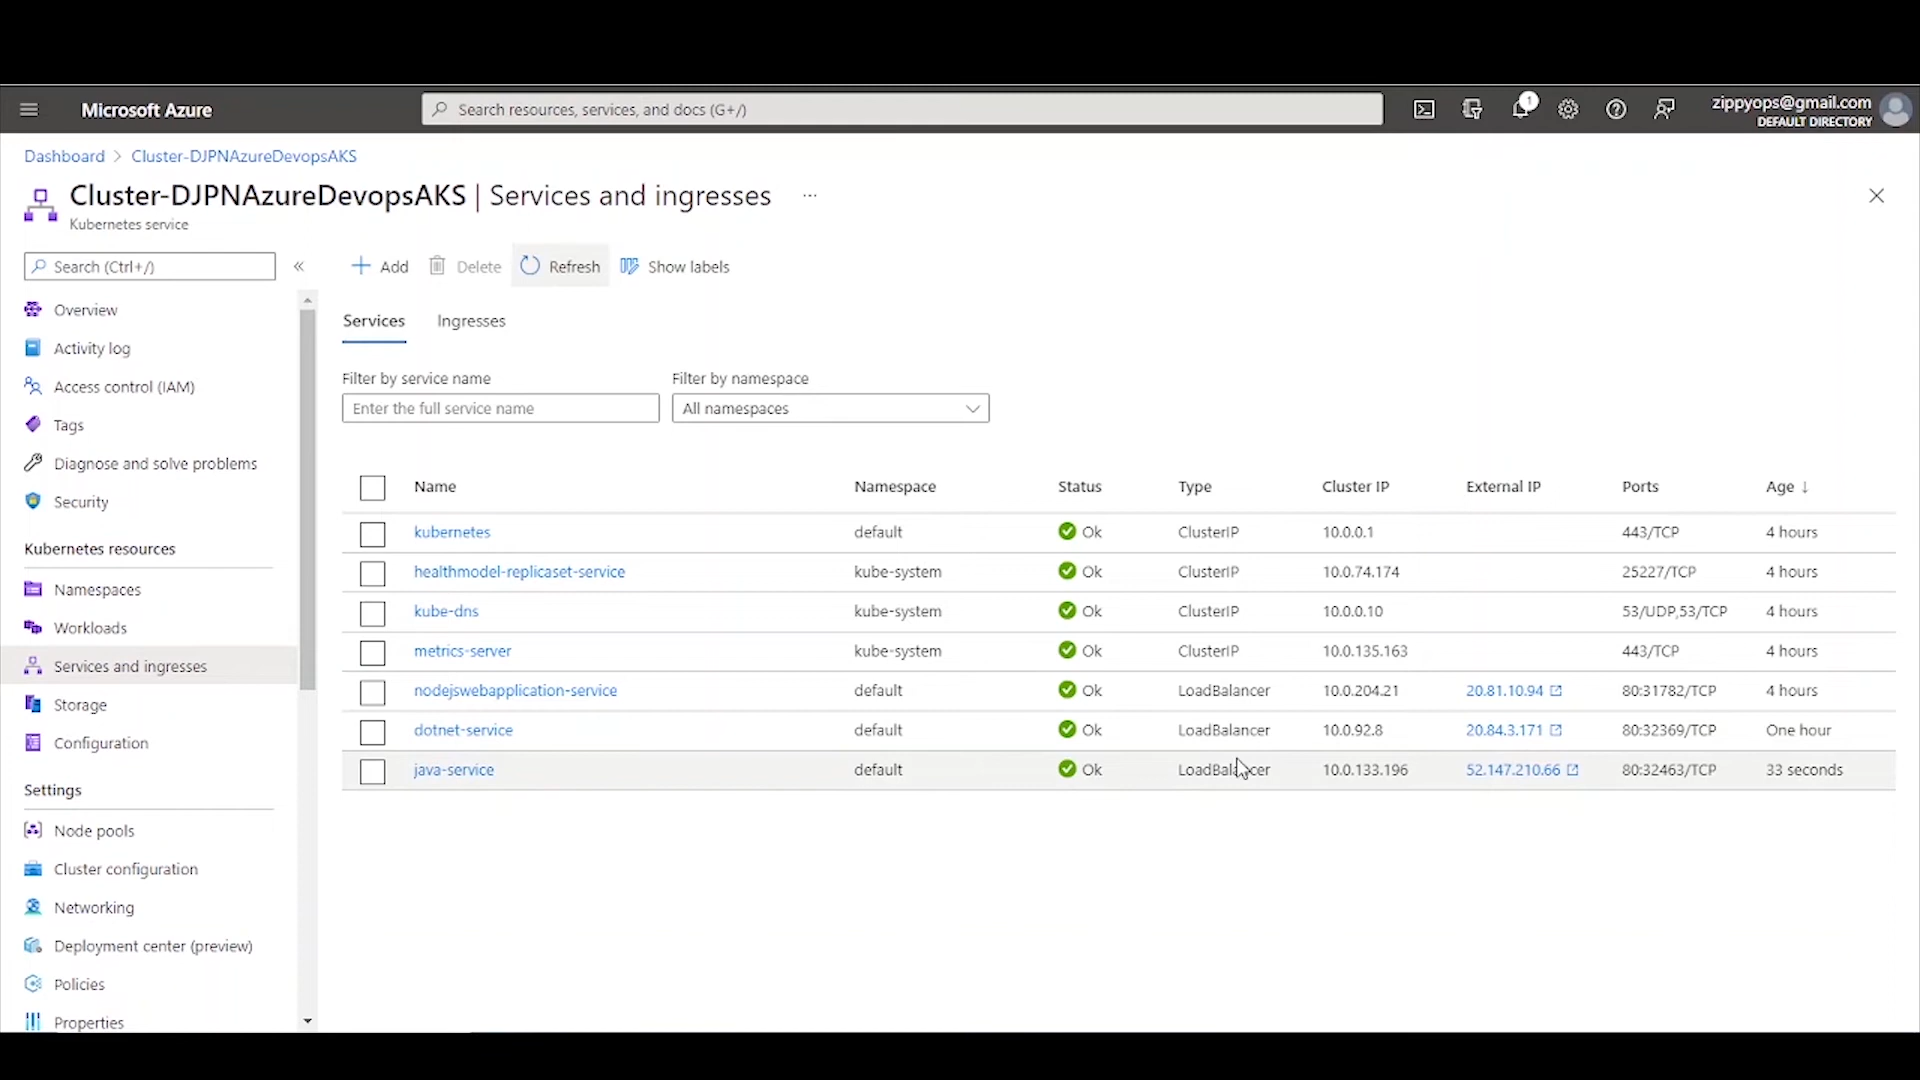 Microsoft Azure
Search resources, services, and docs (G+/)
1
zippyops@gmail.com
DEFAULT DIRECTORY
Dashboard > Cluster-DJPNAzureDevopsAKS
Cluster-DJPNAzureDevopsAKS | Services and ingresses ...
Kubernetes service
Search (Ctrl+/)
«
Overview
Activity log
Access control (IAM)
Tags
Diagnose and solve problems
Security
Kubernetes resources
Namespaces
Workloads
Services and ingresses
Storage
Configuration
Settings
Node pools
Cluster configuration
Networking
Deployment center (preview)
Policies
Properties
+ Add Delete Refresh Show labels
Services Ingresses
Filter by service name Filter by namespace
Enter the full service name All namespaces
Name Namespace Status Type Cluster IP External IP Ports Age ↓
kubernetes default Ok ClusterIP 10.0.0.1 443/TCP 4 hours
healthmodel-replicaset-service kube-system Ok ClusterIP 10.0.74.174 25227/TCP 4 hours
kube-dns kube-system Ok ClusterIP 10.0.0.10 53/UDP,53/TCP 4 hours
metrics-server kube-system Ok ClusterIP 10.0.135.163 443/TCP 4 hours
nodejswebapplication-service default Ok LoadBalancer 10.0.204.21 20.81.10.94 80:31782/TCP 4 hours
dotnet-service default Ok LoadBalancer 10.0.92.8 20.84.3.171 80:32369/TCP One hour
java-service default Ok LoadBalancer 10.0.133.196 52.147.210.66 80:32463/TCP 33 seconds